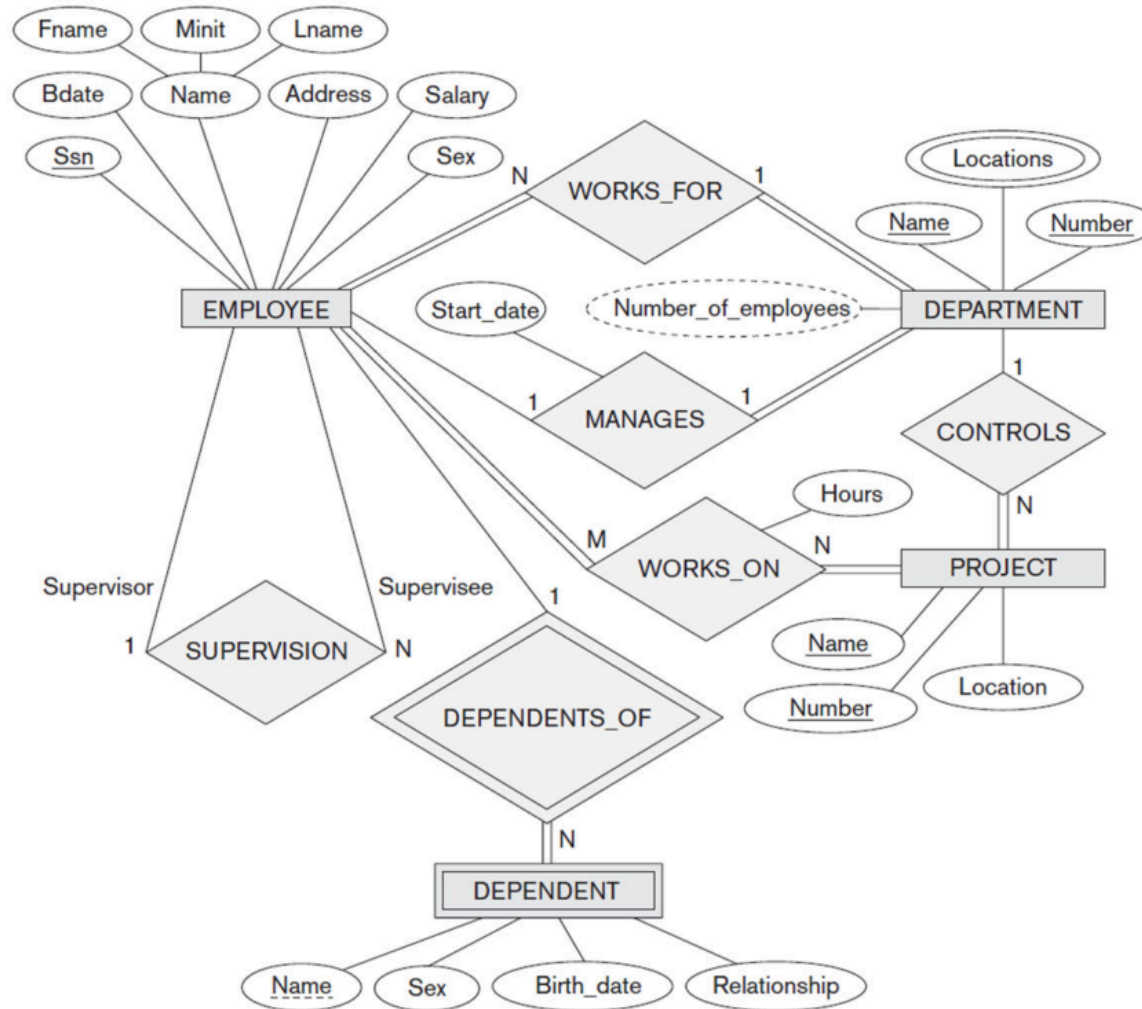 Fname
Minit
Lname
Bdate
Name
Address
Salary
Ssn
Sex
N
WORKS_FOR
1
Locations
Name
Number
EMPLOYEE
Start_date
Number_of_employees
DEPARTMENT
1
MANAGES
1
1
CONTROLS
N
Hours
M
WORKS_ON
N
PROJECT
Supervisor
Supervisee
1
SUPERVISION
N
1
Name
Number
Location
DEPENDENTS_OF
N
DEPENDENT
Name
Sex
Birth_date
Relationship